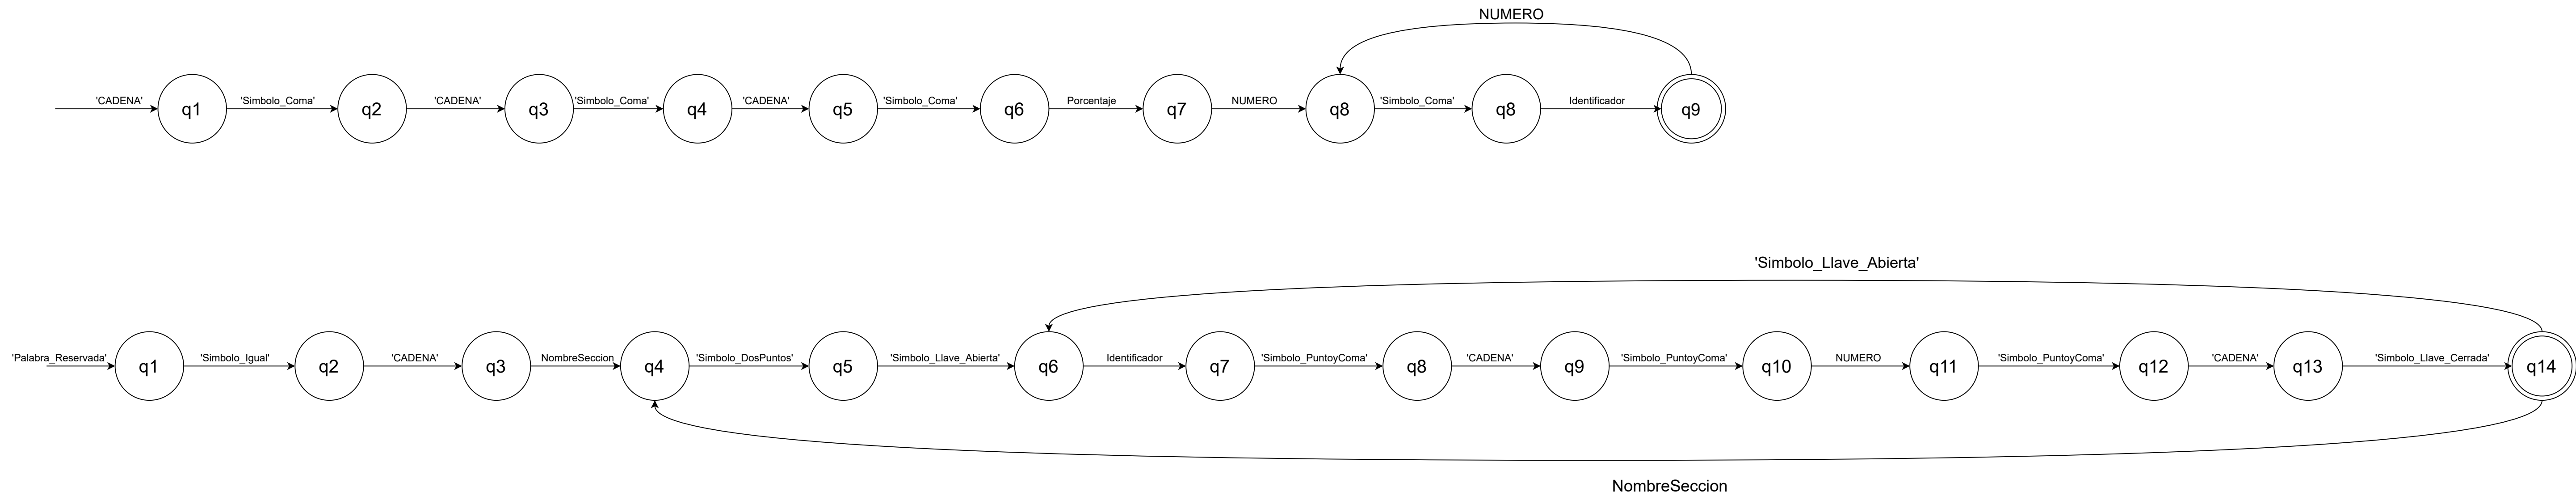 NUMERO
'CADENA' q1 'Simbolo_Coma' q2 'CADENA' q3 'Simbolo_Coma' q4 'CADENA' q5 'Simbolo_Coma' q6 Porcentaje q7 NUMERO q8 'Simbolo_Coma' q8 Identificador q9
'Simbolo_Llave_Abierta'
'Palabra_Reservada' q1 'Simbolo_Igual' q2 'CADENA' q3 NombreSeccion q4 'Simbolo_DosPuntos' q5 'Simbolo_Llave_Abierta' q6 Identificador q7 'Simbolo_PuntoyComa' q8 'CADENA' q9 'Simbolo_PuntoyComa' q10 NUMERO q11 'Simbolo_PuntoyComa' q12 'CADENA' q13 'Simbolo_Llave_Cerrada' q14
NombreSeccion